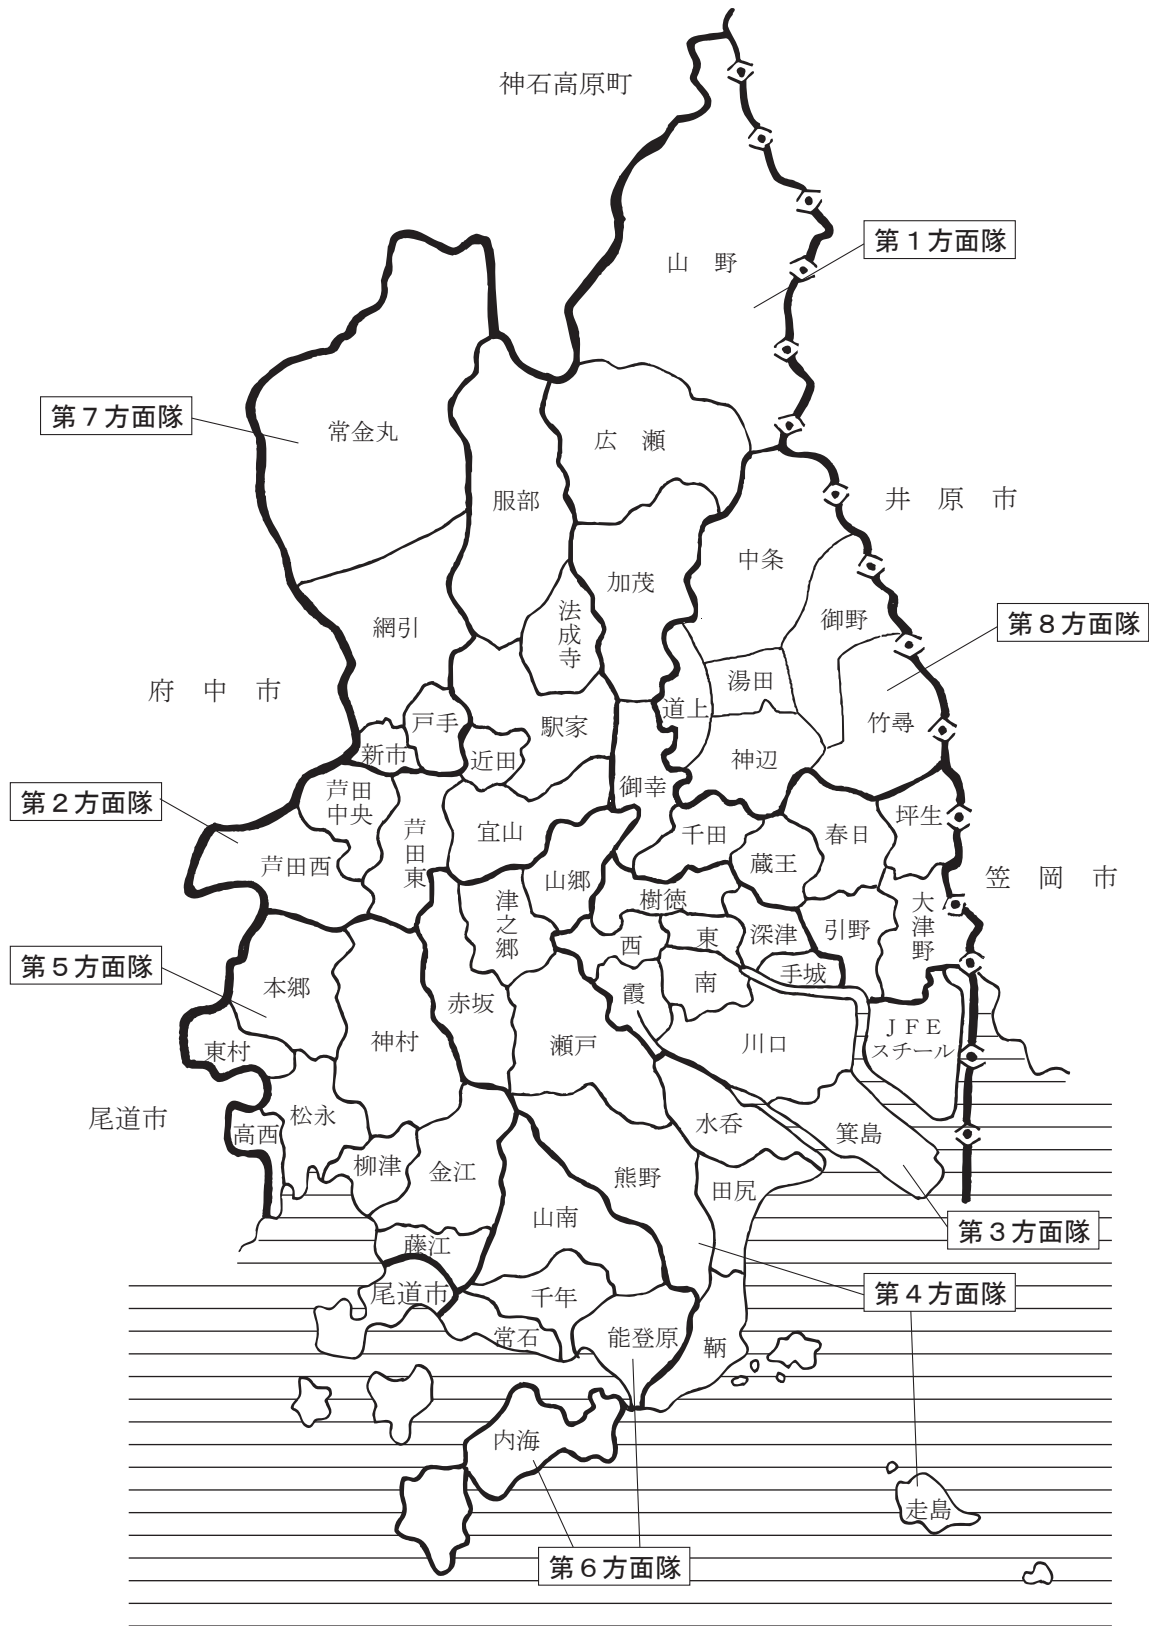 神石高原町
山　野
第１方面隊
第７方面隊
常金丸
広　瀬
服部
井　原　市
中条
加茂
法成寺
御野
第８方面隊
網引
湯田
府　中　市
道上
竹尋
戸手
駅家
新市
近田
神辺
御幸
第２方面隊
芦田
中央
芦田東
宜山
千田
春日
坪生
芦田西
山郷
蔵王
笠　岡　市
樹徳
津之郷
大津野
西
東
深津
引野
第５方面隊
本郷
赤坂
霞
南
手城
神村
瀬戸
川口
ＪＦＥ
スチール
東村
尾道市
松永
高西
水呑
箕島
柳津
金江
熊野
田尻
山南
第３方面隊
藤江
尾道市
千年
第４方面隊
常石
能登原
鞆
内海
走島
第６方面隊